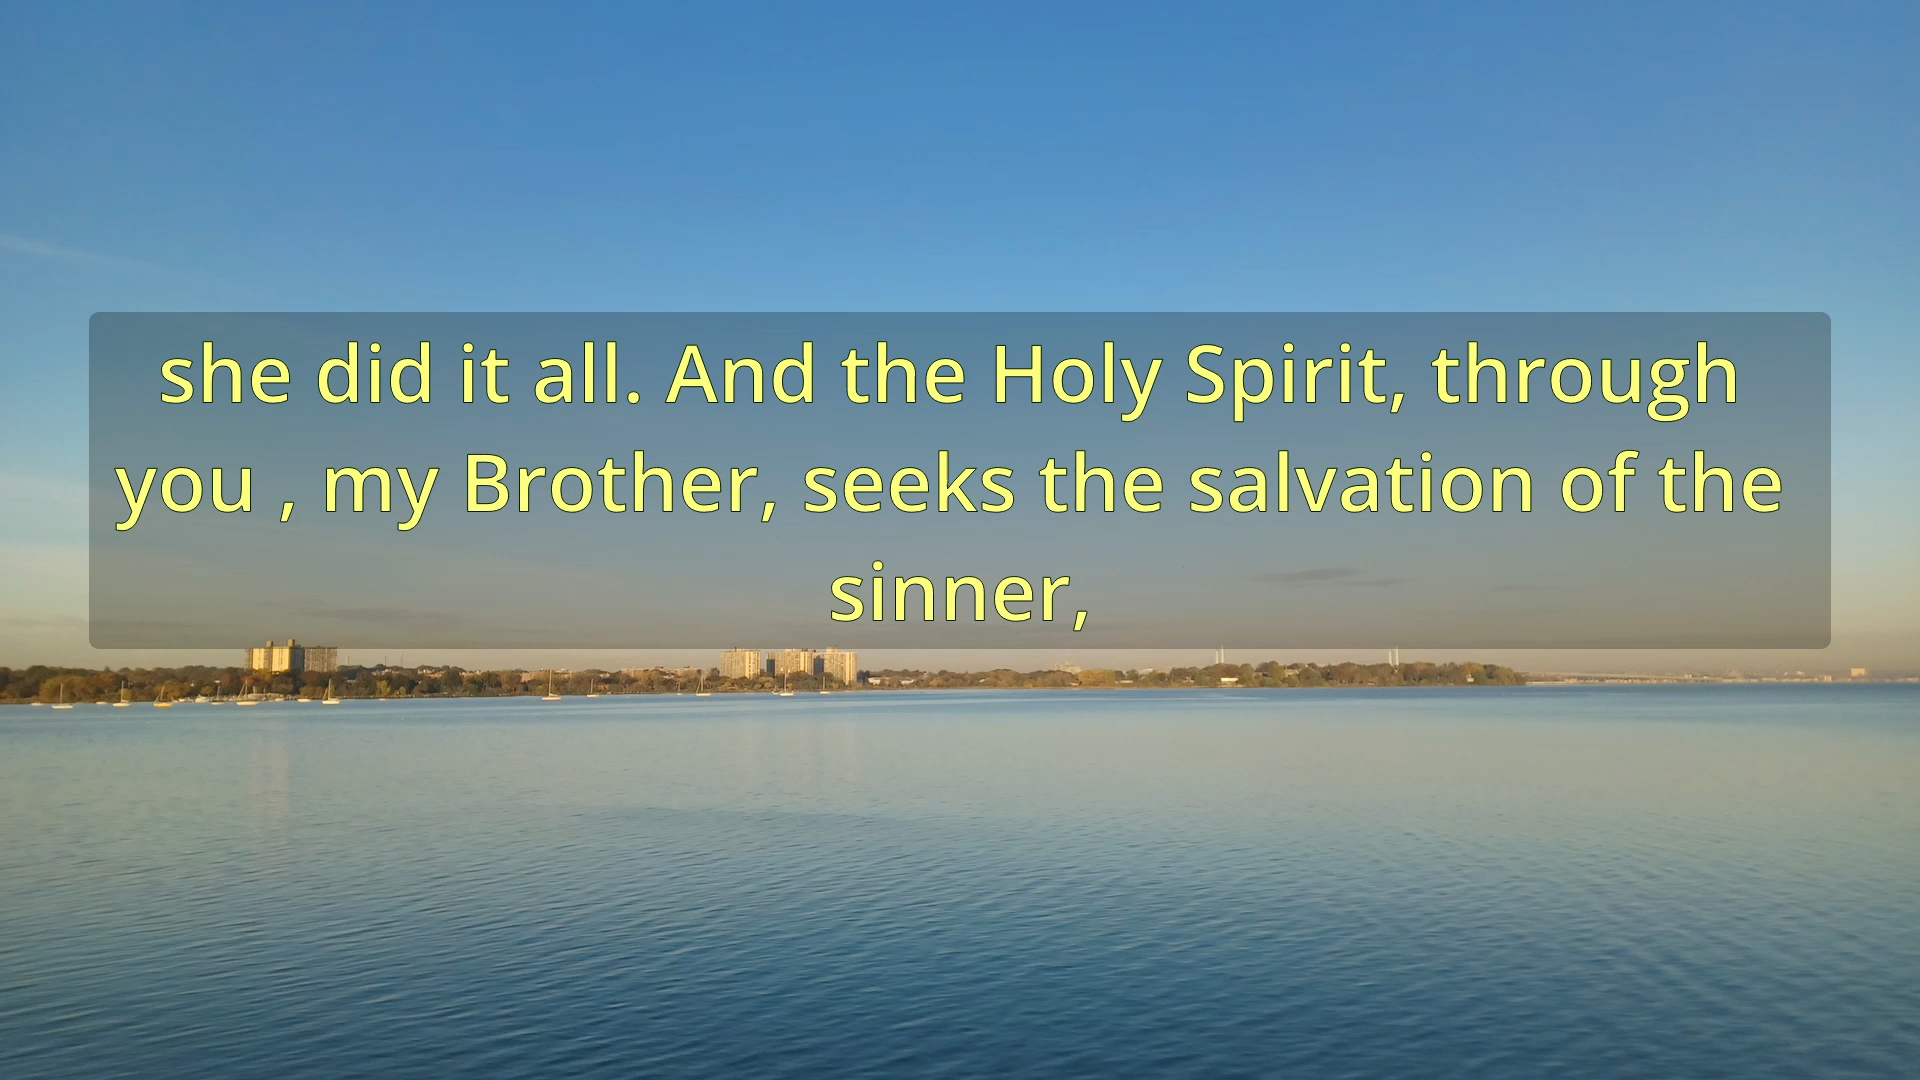 she did it all. And the Holy Spirit, through
you , my Brother, seeks the salvation of the
sinner,